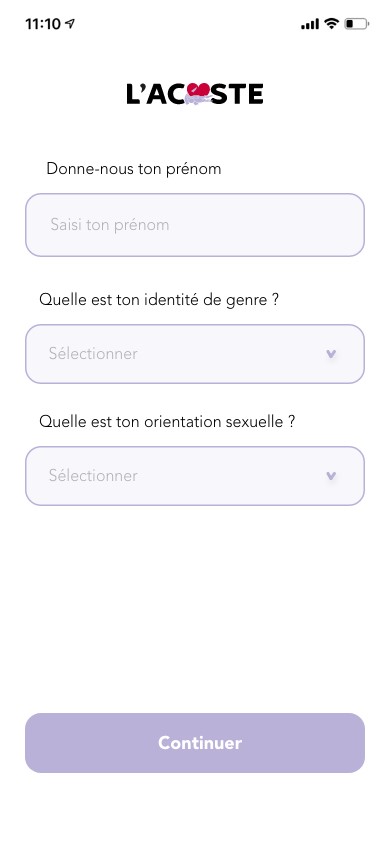 11:10
L'ACOSTE
Donne-nous ton prénom
Saisi ton prénom
Quelle est ton identité de genre ?
Sélectionner
Quelle est ton orientation sexuelle ?
Sélectionner
Continuer